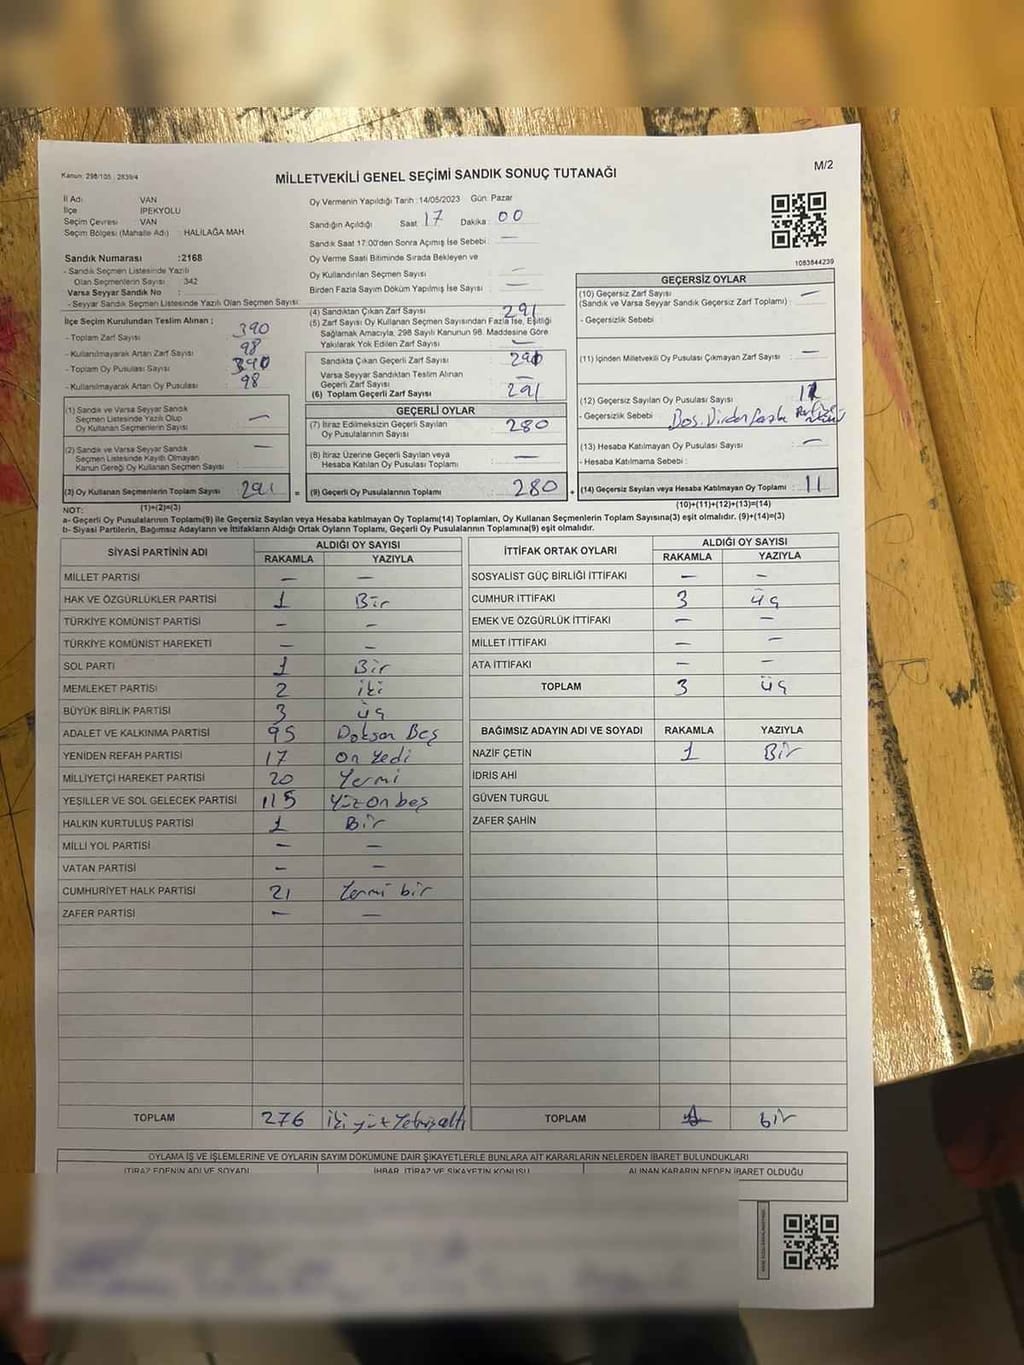 Kanun: 298/105 : 2839/4
MİLLETVEKİLİ GENEL SEÇİMİ SANDIK SONUÇ TUTANAĞI
M/2
İl Adı VAN
İlçe İPEKYOLU
Seçim Çevresi VAN
Seçim Bölgesi (Mahalle Adı) : HALİLAĞA MAH
Sandık Numarası :2168
- Sandık Seçmen Listesinde Yazılı
Olan Seçmenlerin Sayısı : 342
Varsa Seyyar Sandık No :
- Seyyar Sandık Seçmen Listesinde Yazılı Olan Seçmen Sayısı:
Oy Vermenin Yapıldığı Tarih : 14/05/2023 Gün: Pazar
Sandığın Açıldığı Saat : 17 Dakika : 00
Sandık Saat 17:00'den Sonra Açımış İse Sebebi : —
Oy Verme Saati Bitiminde Sırada Bekleyen ve
Oy Kullandırılan Seçmen Sayısı : —
Birden Fazla Sayım Döküm Yapılmış İse Sayısı : —
1083844239
İlçe Seçim Kurulundan Teslim Alınan ;
- Toplam Zarf Sayısı : 390
- Kullanılmayarak Artan Zarf Sayısı : 98
- Toplam Oy Pusulası Sayısı : 390
- Kullanılmayarak Artan Oy Pusulası : 98
(4) Sandıktan Çıkan Zarf Sayısı : 291
(5) Zarf Sayısı Oy Kullanan Seçmen Sayısından Fazla İse, Eşitliği
Sağlamak Amacıyla, 298 Sayılı Kanunun 98. Maddesine Göre
Yakılarak Yok Edilen Zarf Sayısı : —
Sandıkta Çıkan Geçerli Zarf Sayısı : 291
Varsa Seyyar Sandıktan Teslim Alınan
Geçerli Zarf Sayısı : —
(6) Toplam Geçerli Zarf Sayısı : 291
GEÇERSİZ OYLAR
(10) Geçersiz Zarf Sayısı
(Sandık ve Varsa Seyyar Sandık Geçersiz Zarf Toplamı) : —
- Geçersizlik Sebebi :
(11) İçinden Milletvekili Oy Pusulası Çıkmayan Zarf Sayısı : —
(12) Geçersiz Sayılan Oy Pusulası Sayısı : 11
- Geçersizlik Sebebi : Boş. Birden fazla
(13) Hesaba Katılmayan Oy Pusulası Sayısı : —
- Hesaba Katılmama Sebebi :
(14) Geçersiz Sayılan veya Hesaba Katılmayan Oy Toplamı : 11
(10)+(11)+(12)+(13)=(14)
(1) Sandık ve Varsa Seyyar Sandık
Seçmen Listesinde Yazılı Olup
Oy Kullanan Seçmenlerin Sayısı : —
(2) Sandık ve Varsa Seyyar Sandık
Seçmen Listesinde Kayıtlı Olmayan
Kanun Gereği Oy Kullanan Seçmen Sayısı : —
(3) Oy Kullanan Seçmenlerin Toplam Sayısı : 291 =
(1)+(2)=(3)
GEÇERLİ OYLAR
(7) İtiraz Edilmeksizin Geçerli Sayılan
Oy Pusulalarının Sayısı : 280
(8) İtiraz Üzerine Geçerli Sayılan veya
Hesaba Katılan Oy Pusulası Toplamı : —
(9) Geçerli Oy Pusulalarının Toplamı : 280 +
NOT:
a- Geçerli Oy Pusulalarının Toplamı(9) ile Geçersiz Sayılan veya Hesaba katılmayan Oy Toplamı(14) Toplamları, Oy Kullanan Seçmenlerin Toplam Sayısına(3) eşit olmalıdır. (9)+(14)=(3)
b- Siyasi Partilerin, Bağımsız Adayların ve İttifakların Aldığı Ortak Oyların Toplamı, Geçerli Oy Pusulalarının Toplamına(9) eşit olmalıdır.
SİYASİ PARTİNİN ADI ALDIĞI OY SAYISI
RAKAMLA YAZIYLA
MİLLET PARTİSİ — —
HAK VE ÖZGÜRLÜKLER PARTİSİ 1 Bir
TÜRKİYE KOMÜNİST PARTİSİ — —
TÜRKİYE KOMÜNİST HAREKETİ — —
SOL PARTİ 1 Bir
MEMLEKET PARTİSİ 2 iki
BÜYÜK BİRLİK PARTİSİ 3 üç
ADALET VE KALKINMA PARTİSİ 95 Doksan Beş
YENİDEN REFAH PARTİSİ 17 On Yedi
MİLLİYETÇİ HAREKET PARTİSİ 20 Yermi
YEŞİLLER VE SOL GELECEK PARTİSİ 115 Yüz on beş
HALKIN KURTULUŞ PARTİSİ 1 Bir
MİLLİ YOL PARTİSİ — —
VATAN PARTİSİ — —
CUMHURİYET HALK PARTİSİ 21 Yermi bir
ZAFER PARTİSİ — —
TOPLAM 276 iki yüz Yetmiş altı
İTTİFAK ORTAK OYLARI ALDIĞI OY SAYISI
RAKAMLA YAZIYLA
SOSYALİST GÜÇ BİRLİĞİ İTTİFAKI — —
CUMHUR İTTİFAKI 3 üç
EMEK VE ÖZGÜRLÜK İTTİFAKI — —
MİLLET İTTİFAKI — —
ATA İTTİFAKI — —
TOPLAM 3 üç
BAĞIMSIZ ADAYIN ADI VE SOYADI RAKAMLA YAZIYLA
NAZİF ÇETİN 1 Bir
İDRİS AHİ
GÜVEN TURGUL
ZAFER ŞAHİN
TOPLAM 1 bir
OYLAMA İŞ VE İŞLEMLERİNE VE OYLARIN SAYIM DÖKÜMÜNE DAİR ŞİKAYETLERLE BUNLARA AİT KARARLARIN NELERDEN İBARET BULUNDUKLARI
İTİRAZ EDENİN ADI VE SOYADI İHBAR, İTİRAZ VE ŞİKAYETİN KONUSU ALINAN KARARIN NEDEN İBARET OLDUĞU